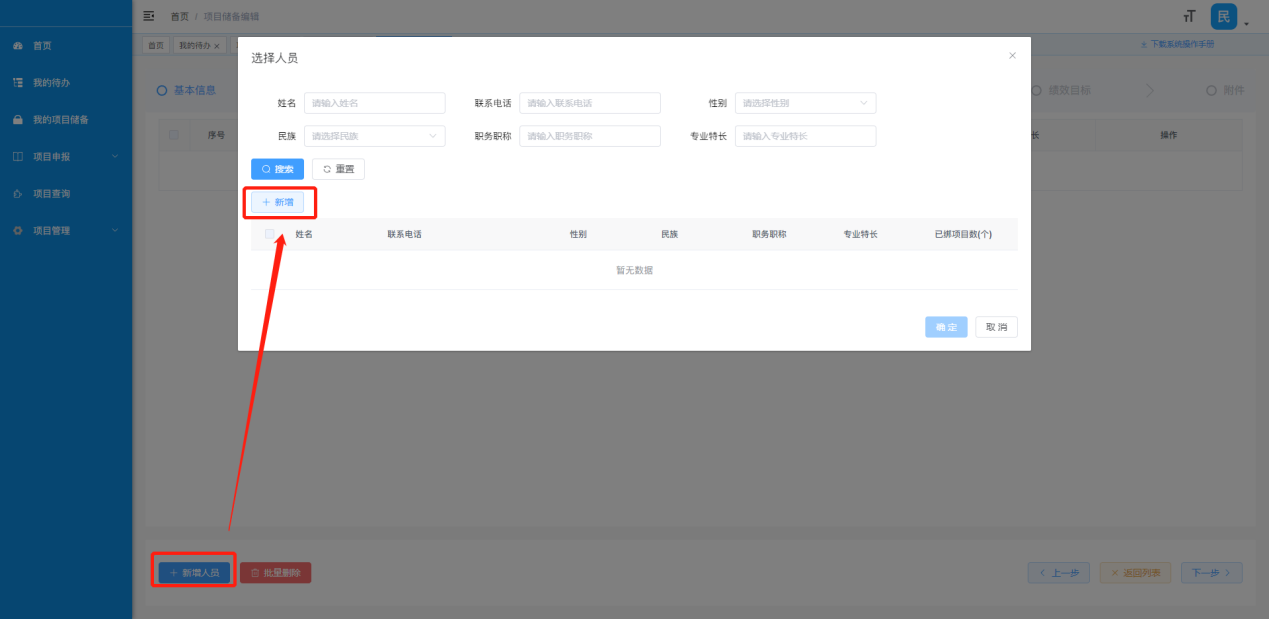 首页 / 项目储备编辑
民
首页
我的待办 ×
下载系统操作手册
首页
我的待办
我的项目储备
项目申报
项目查询
项目管理
基本信息
绩效目标
附件
序号
长
操作
选择人员
姓名 请输入姓名
联系电话 请输入联系电话
性别 请选择性别
民族 请选择民族
职务职称 请输入职务职称
专业特长 请输入专业特长
搜索
重置
+ 新增
姓名 联系电话 性别 民族 职务职称 专业特长 已绑项目数(个)
暂无数据
确 定
取 消
+ 新增人员
批量删除
< 上一步
× 返回列表
下一步 >